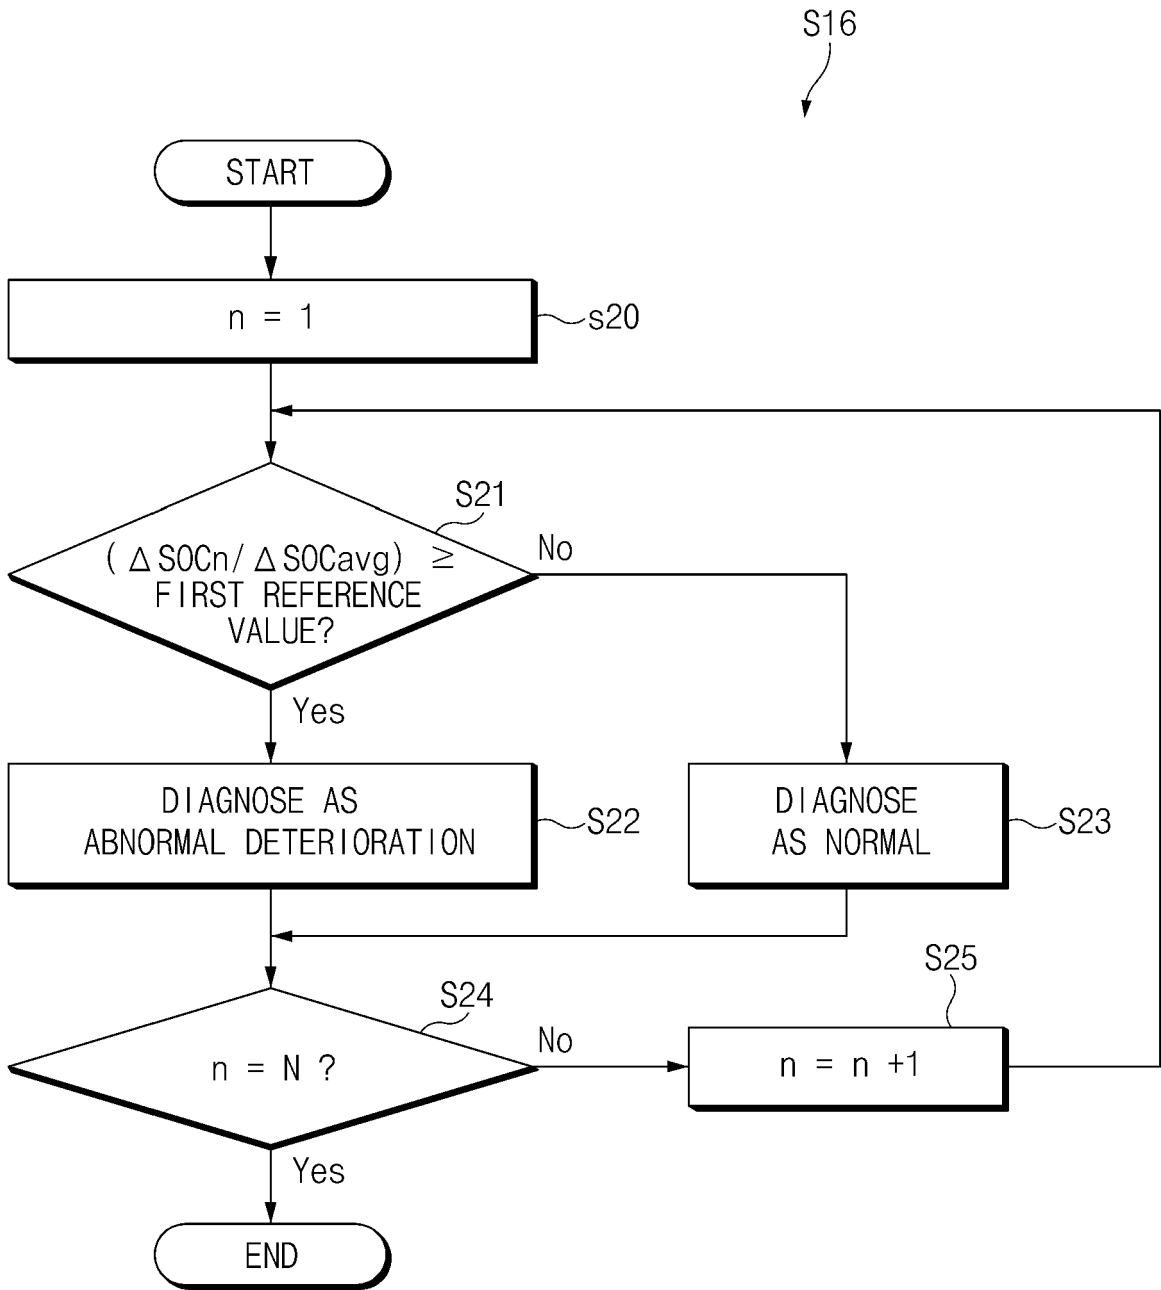 S16
START
n = 1
s20
S21
( ΔSOCn/ ΔSOCavg) ≥
FIRST REFERENCE
VALUE?
No
Yes
DIAGNOSE AS
ABNORMAL DETERIORATION
S22
DIAGNOSE
AS NORMAL
S23
S24
n = N ?
No
S25
n = n +1
Yes
END